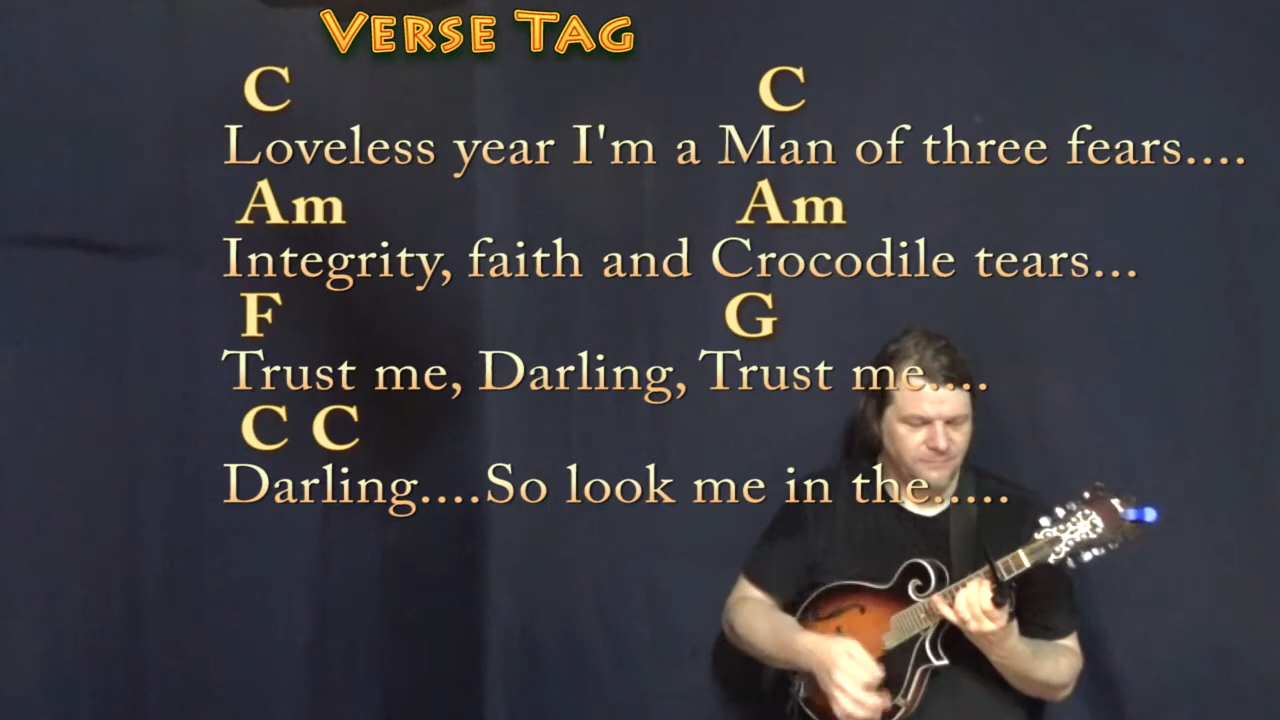 VERSE TAG
C C
Loveless year I'm a Man of three fears....
Am Am
Integrity, faith and Crocodile tears...
F G
Trust me, Darling, Trust me....
C C
Darling....So look me in the.....